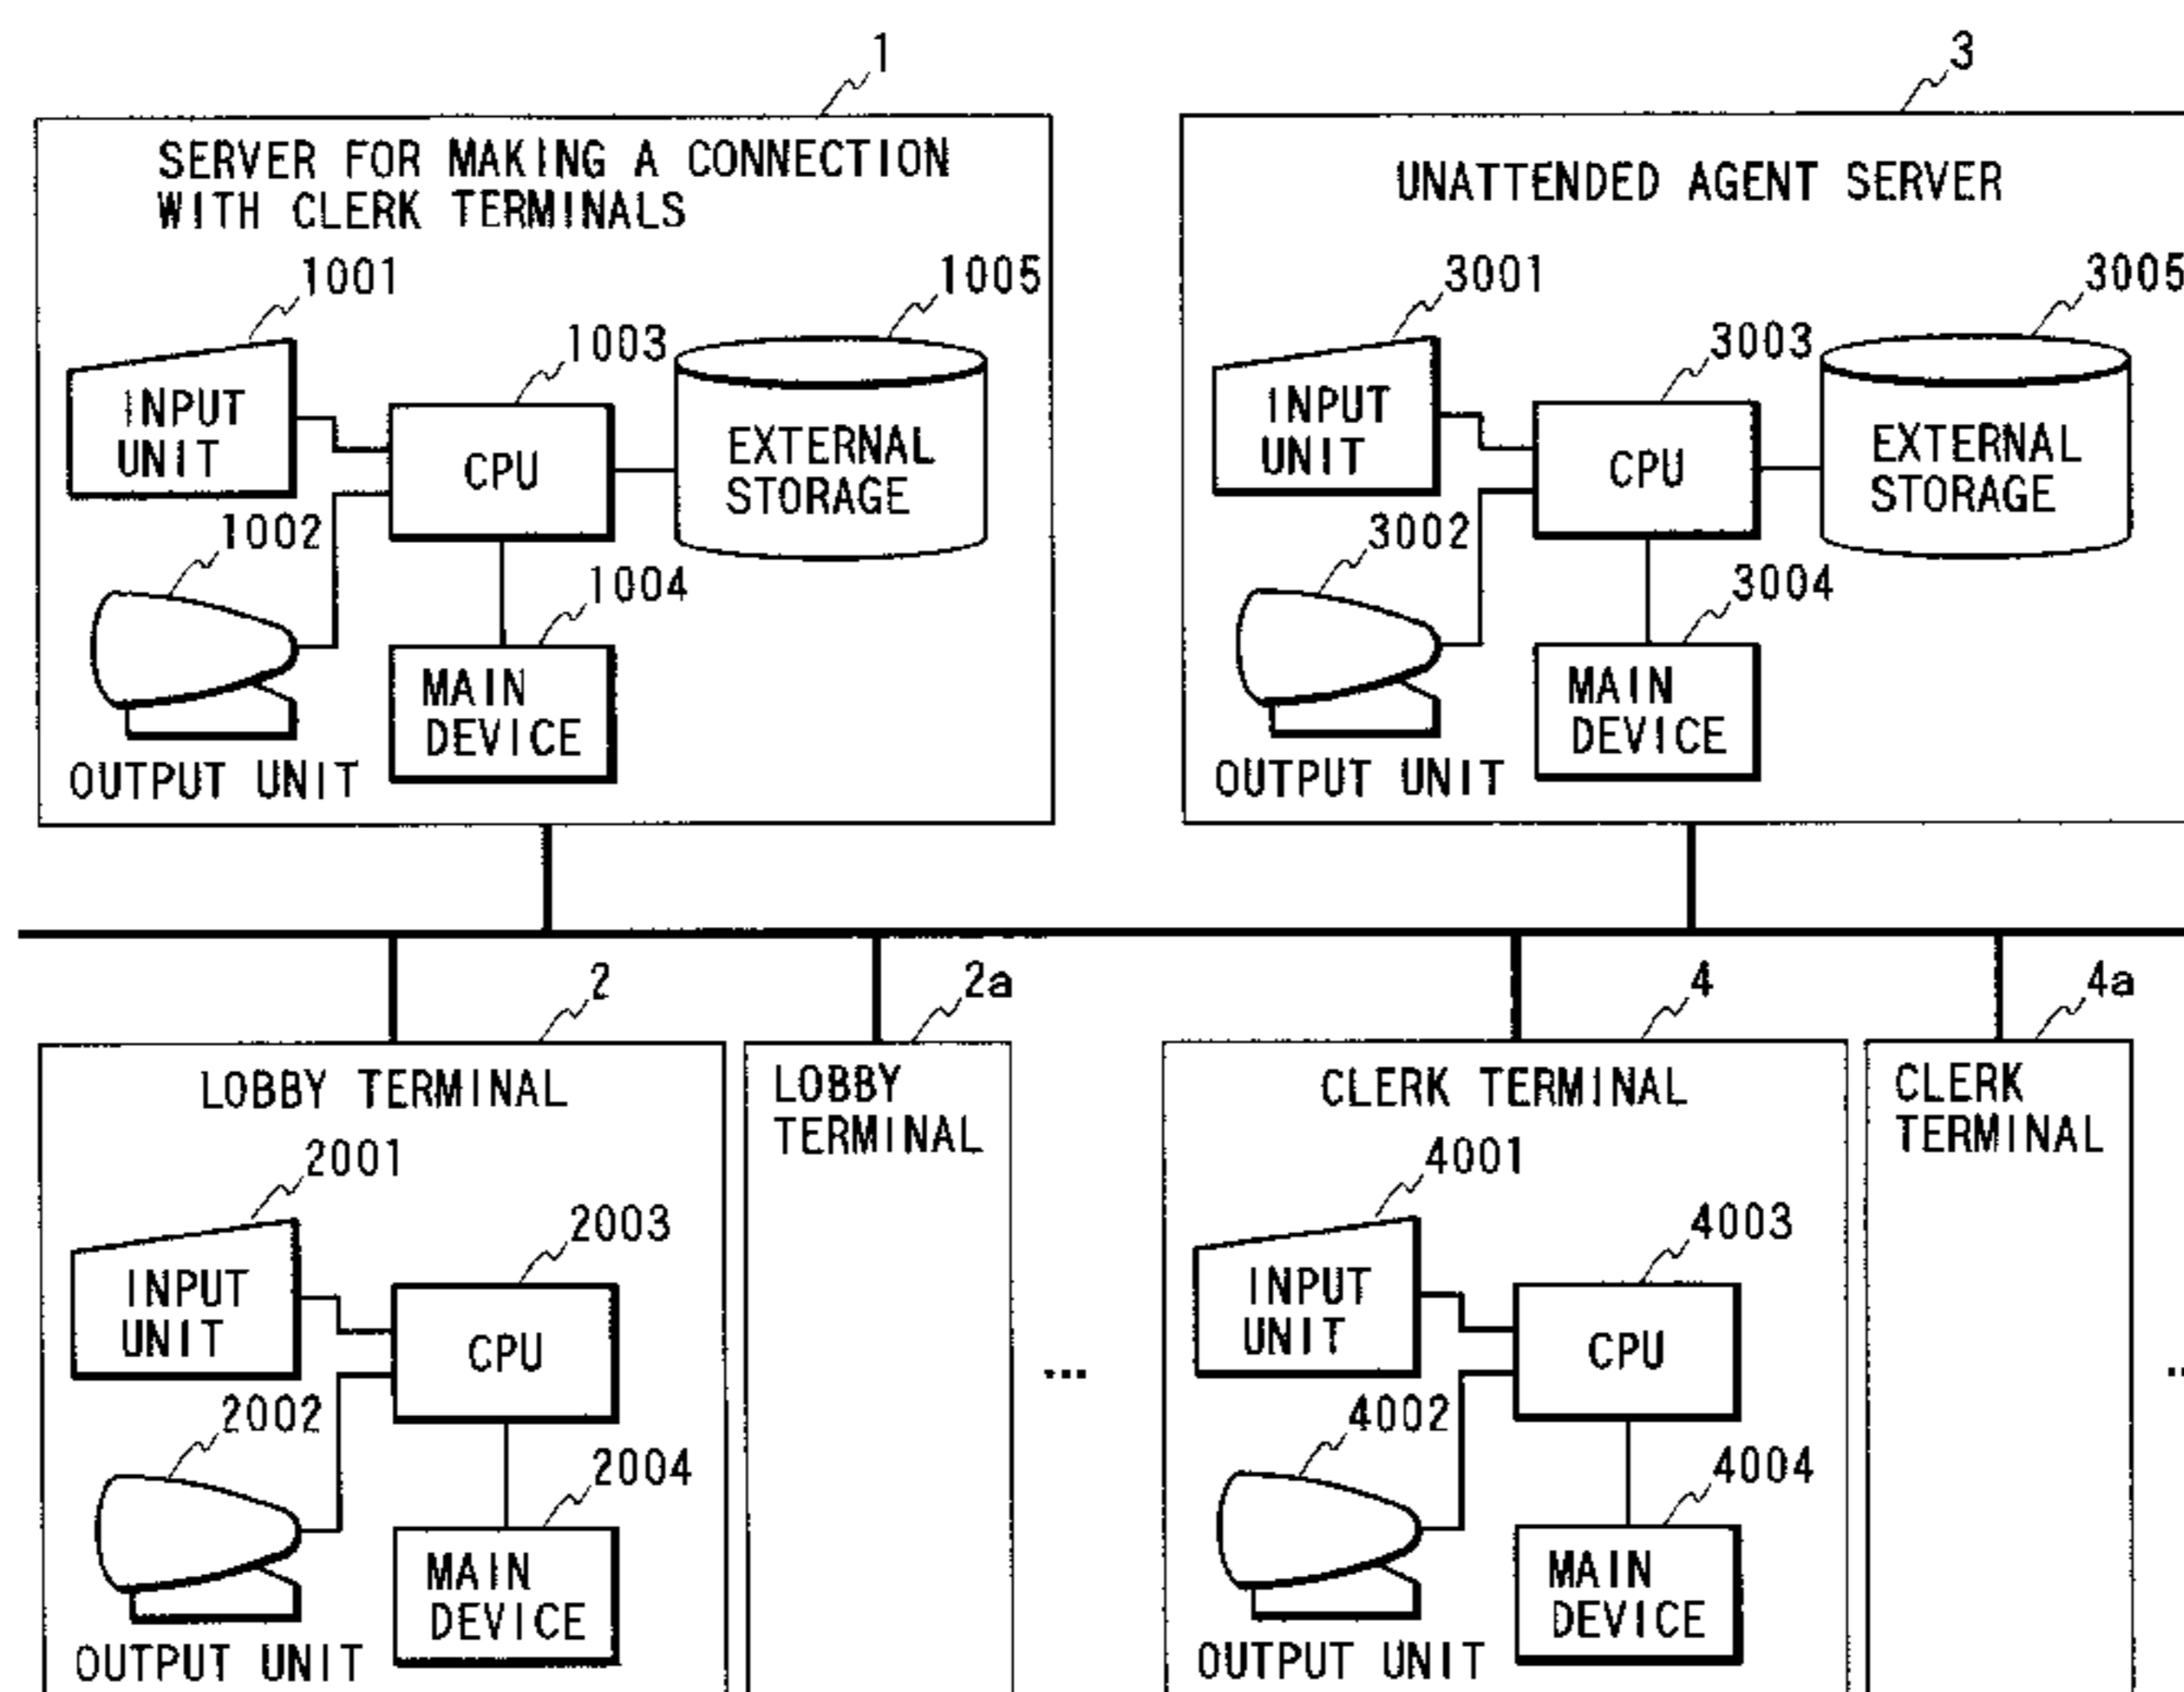 1
SERVER FOR MAKING A CONNECTION
WITH CLERK TERMINALS
1001
1005
1003
INPUT
UNIT
CPU
EXTERNAL
STORAGE
1002
1004
MAIN
DEVICE
OUTPUT UNIT
3
UNATTENDED AGENT SERVER
3001
3005
3003
INPUT
UNIT
CPU
EXTERNAL
STORAGE
3002
3004
MAIN
DEVICE
OUTPUT UNIT
2
LOBBY TERMINAL
2001
2003
INPUT
UNIT
CPU
2002
2004
MAIN
DEVICE
OUTPUT UNIT
2a
LOBBY
TERMINAL
...
4
CLERK TERMINAL
4001
4003
INPUT
UNIT
CPU
4002
4004
MAIN
DEVICE
OUTPUT UNIT
4a
CLERK
TERMINAL